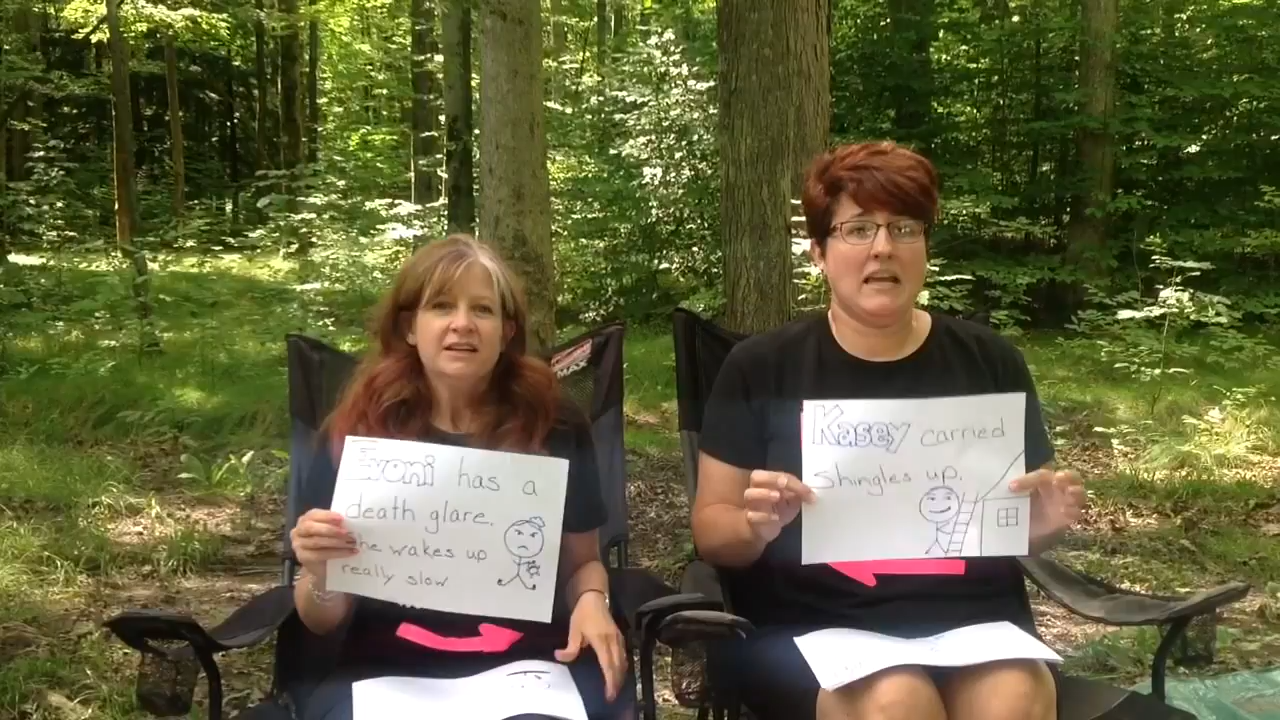 Evoni has a
death glare.
She wakes up
really slow
Kasey carried
shingles up.